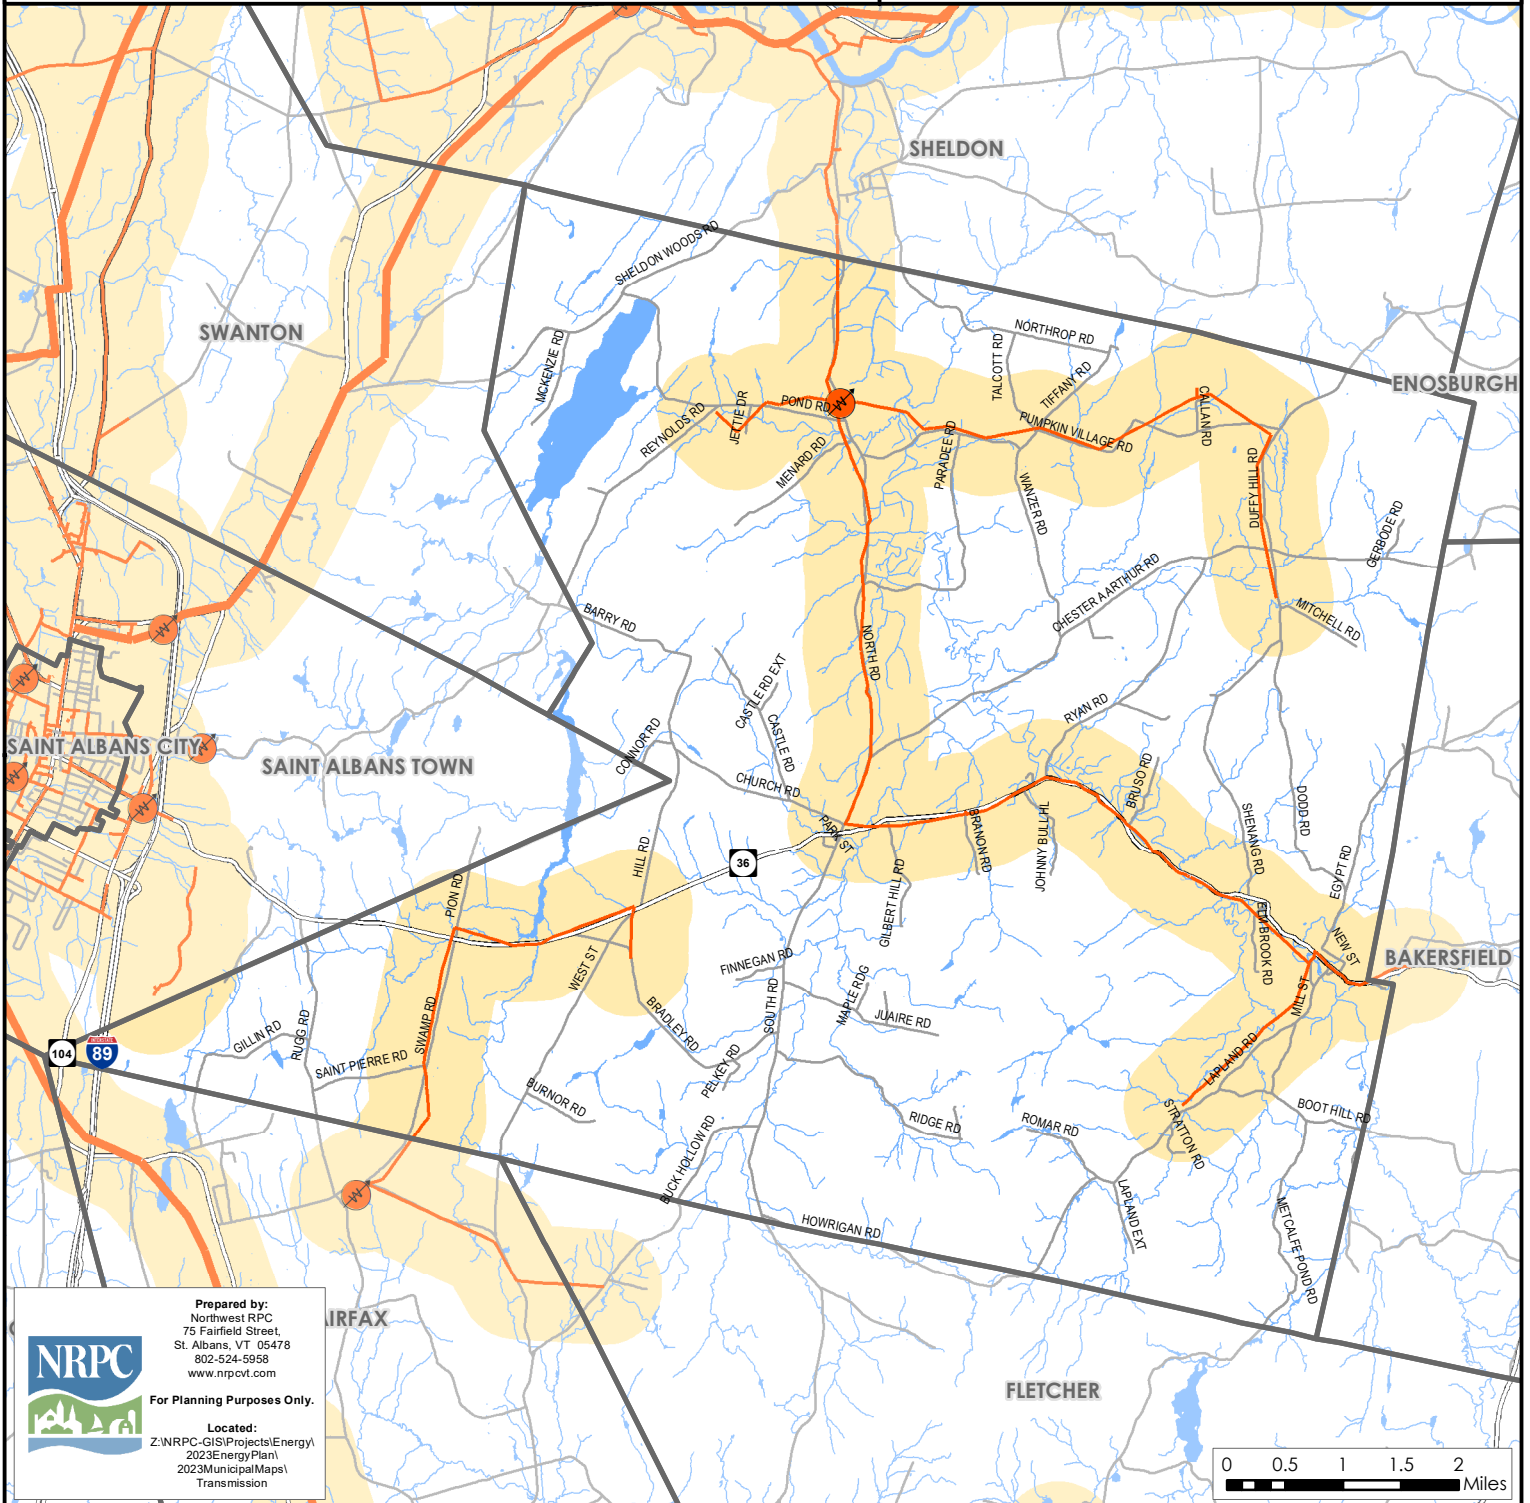 SHELDON
SHELDON WOODS RD
SWANTON
NORTHROP RD
MCKENZIE RD
TALCOTT RD
TIFFANY RD
ENOSBURGH
CALLAN RD
POND RD
W
JETTIE DR
REYNOLDS RD
PUMPKIN VILLAGE RD
MENARD RD
PARADEE RD
WANZER RD
DUFFY HILL RD
GERBODE RD
CHESTER A ARTHUR RD
MITCHELL RD
BARRY RD
W
NORTH RD
W
CASTLE RD EXT
CASTLE RD
RYAN RD
CONNOR RD
SAINT ALBANS CITY
W
SAINT ALBANS TOWN
W
W
CHURCH RD
BRUSO RD
DODD RD
SHENANG RD
PARK ST
BRANON RD
JOHNNY BULL HL
HILL RD
36
GILBERT HILL RD
EGYPT RD
PION RD
ELM BROOK RD
NEW ST
BAKERSFIELD
WEST ST
FINNEGAN RD
SOUTH RD
MAPLE RDG
JUAIRE RD
MILL ST
SWAMP RD
BRADLEY RD
GILLIN RD
RUGG RD
104
INTERSTATE
89
SAINT PIERRE RD
PELKEY RD
LAPLAND RD
BURNOR RD
BUCK HOLLOW RD
RIDGE RD
ROMAR RD
STRATTON RD
BOOT HILL RD
W
LAPLAND EXT
METCALFE POND RD
HOWRIGAN RD
AIRFAX
FLETCHER
NRPC
Prepared by:
Northwest RPC
75 Fairfield Street,
St. Albans, VT 05478
802-524-5958
www.nrpcvt.com
For Planning Purposes Only.
Located:
Z:\NRPC-GIS\Projects\Energy\
2023EnergyPlan\
2023MunicipalMaps\
Transmission
0 0.5 1 1.5 2
Miles